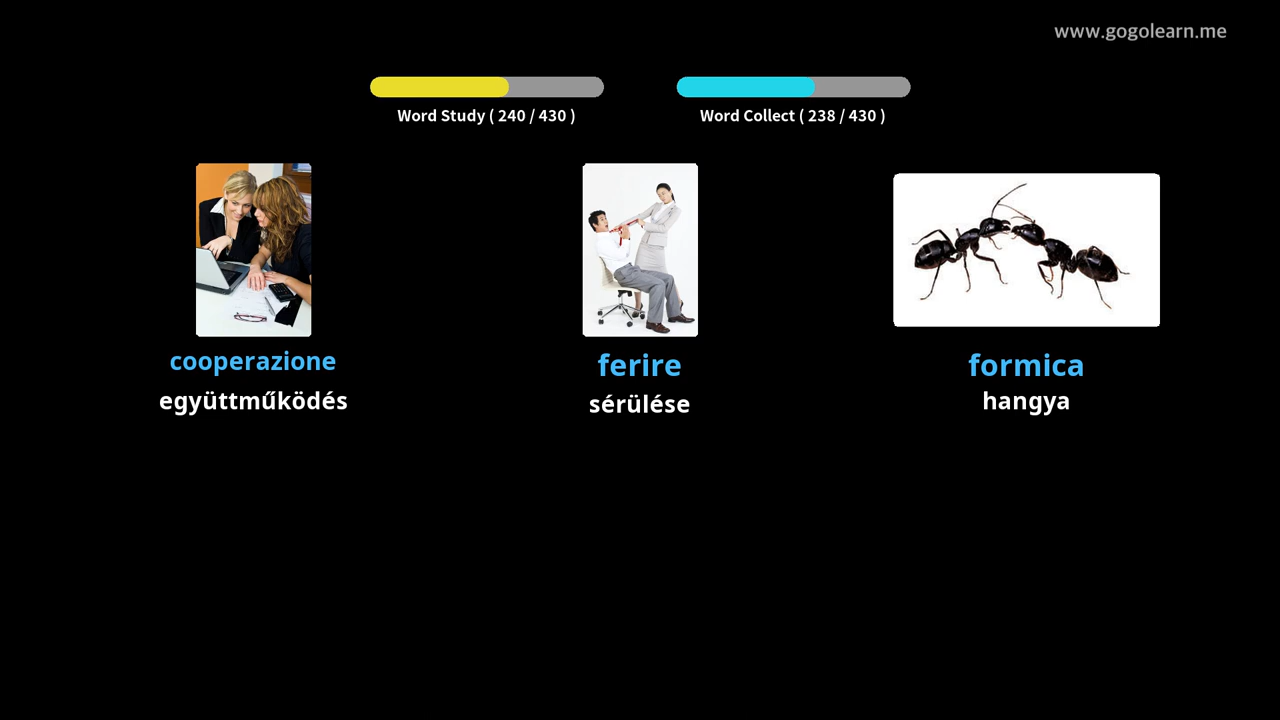 www.gogolearn.me
Word Study ( 240 / 430 )
Word Collect ( 238 / 430 )
cooperazione
együttműködés
ferire
sérülése
formica
hangya